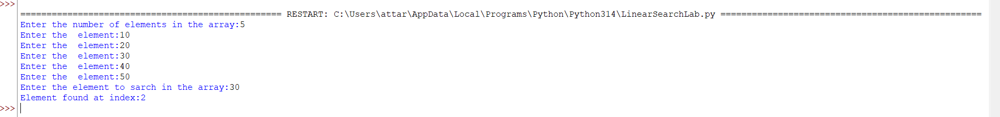 >>>
================================================== RESTART: C:\Users\attar\AppData\Local\Programs\Python\Python314\LinearSearchLab.py ==================================================
Enter the number of elements in the array:5
Enter the  element:10
Enter the  element:20
Enter the  element:30
Enter the  element:40
Enter the  element:50
Enter the element to sarch in the array:30
Element found at index:2
>>>